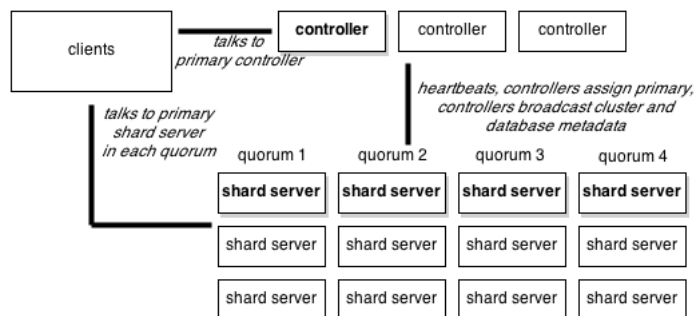 clients
talks to
primary controller
controller
controller
controller
heartbeats, controllers assign primary,
controllers broadcast cluster and
database metadata
talks to primary
shard server
in each quorum
quorum 1
quorum 2
quorum 3
quorum 4
shard server
shard server
shard server
shard server
shard server
shard server
shard server
shard server
shard server
shard server
shard server
shard server